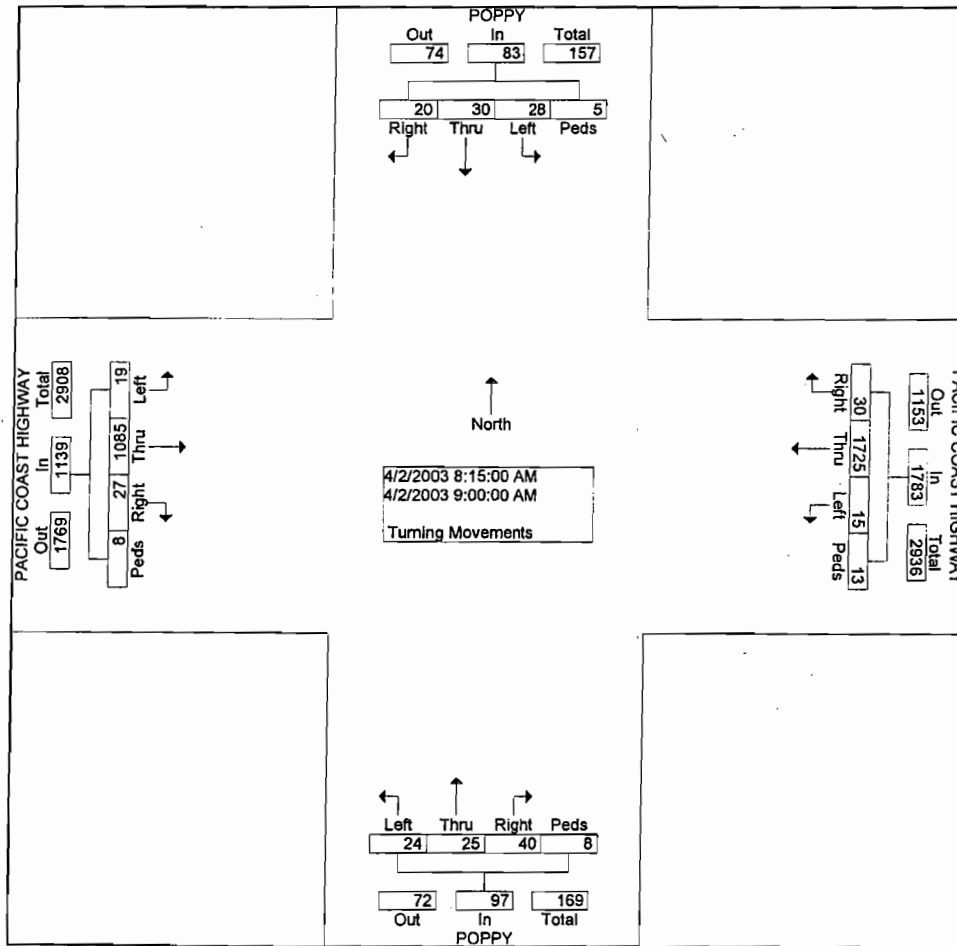 POPPY
Out In Total
74 83 157
20 30 28 5
Right Thru Left Peds
PACIFIC COAST HIGHWAY
Out In Total
1769 1139 2908
19 1085 27 8
Left Thru Right Peds
North
4/2/2003 8:15:00 AM
4/2/2003 9:00:00 AM
Turning Movements
Right Thru Left Peds
30 1725 15 13
1153 1783 2936
Out In Total
PACIFIC COAST HIGHWAY
Left Thru Right Peds
24 25 40 8
72 97 169
Out In Total
POPPY